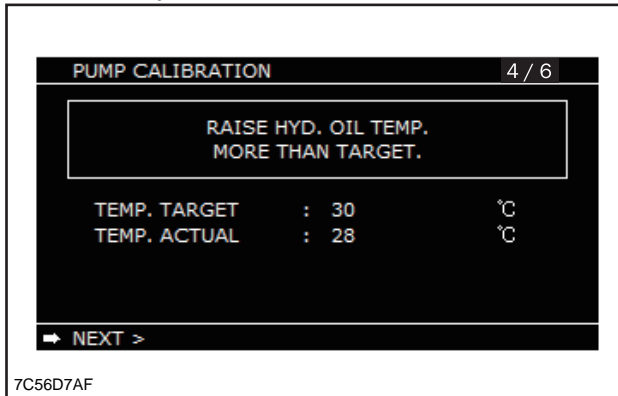 PUMP CALIBRATION 4 / 6
RAISE HYD. OIL TEMP.
MORE THAN TARGET.
TEMP. TARGET : 30 ℃
TEMP. ACTUAL : 28 ℃
➡ NEXT >
7C56D7AF